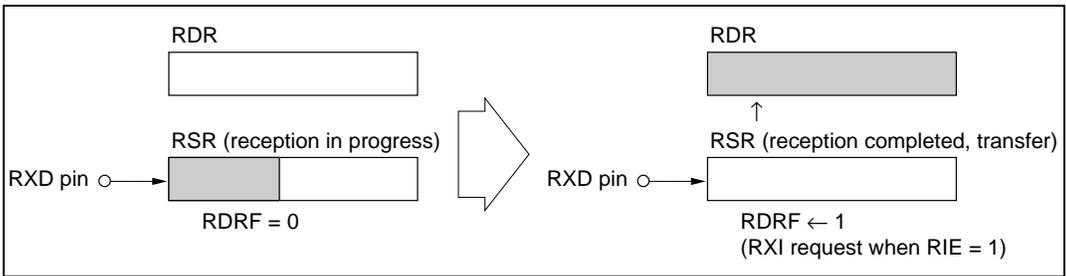 RDR
RSR (reception in progress)
RXD pin
RDRF = 0
RDR
↑
RSR (reception completed, transfer)
RXD pin
RDRF ← 1
(RXI request when RIE = 1)